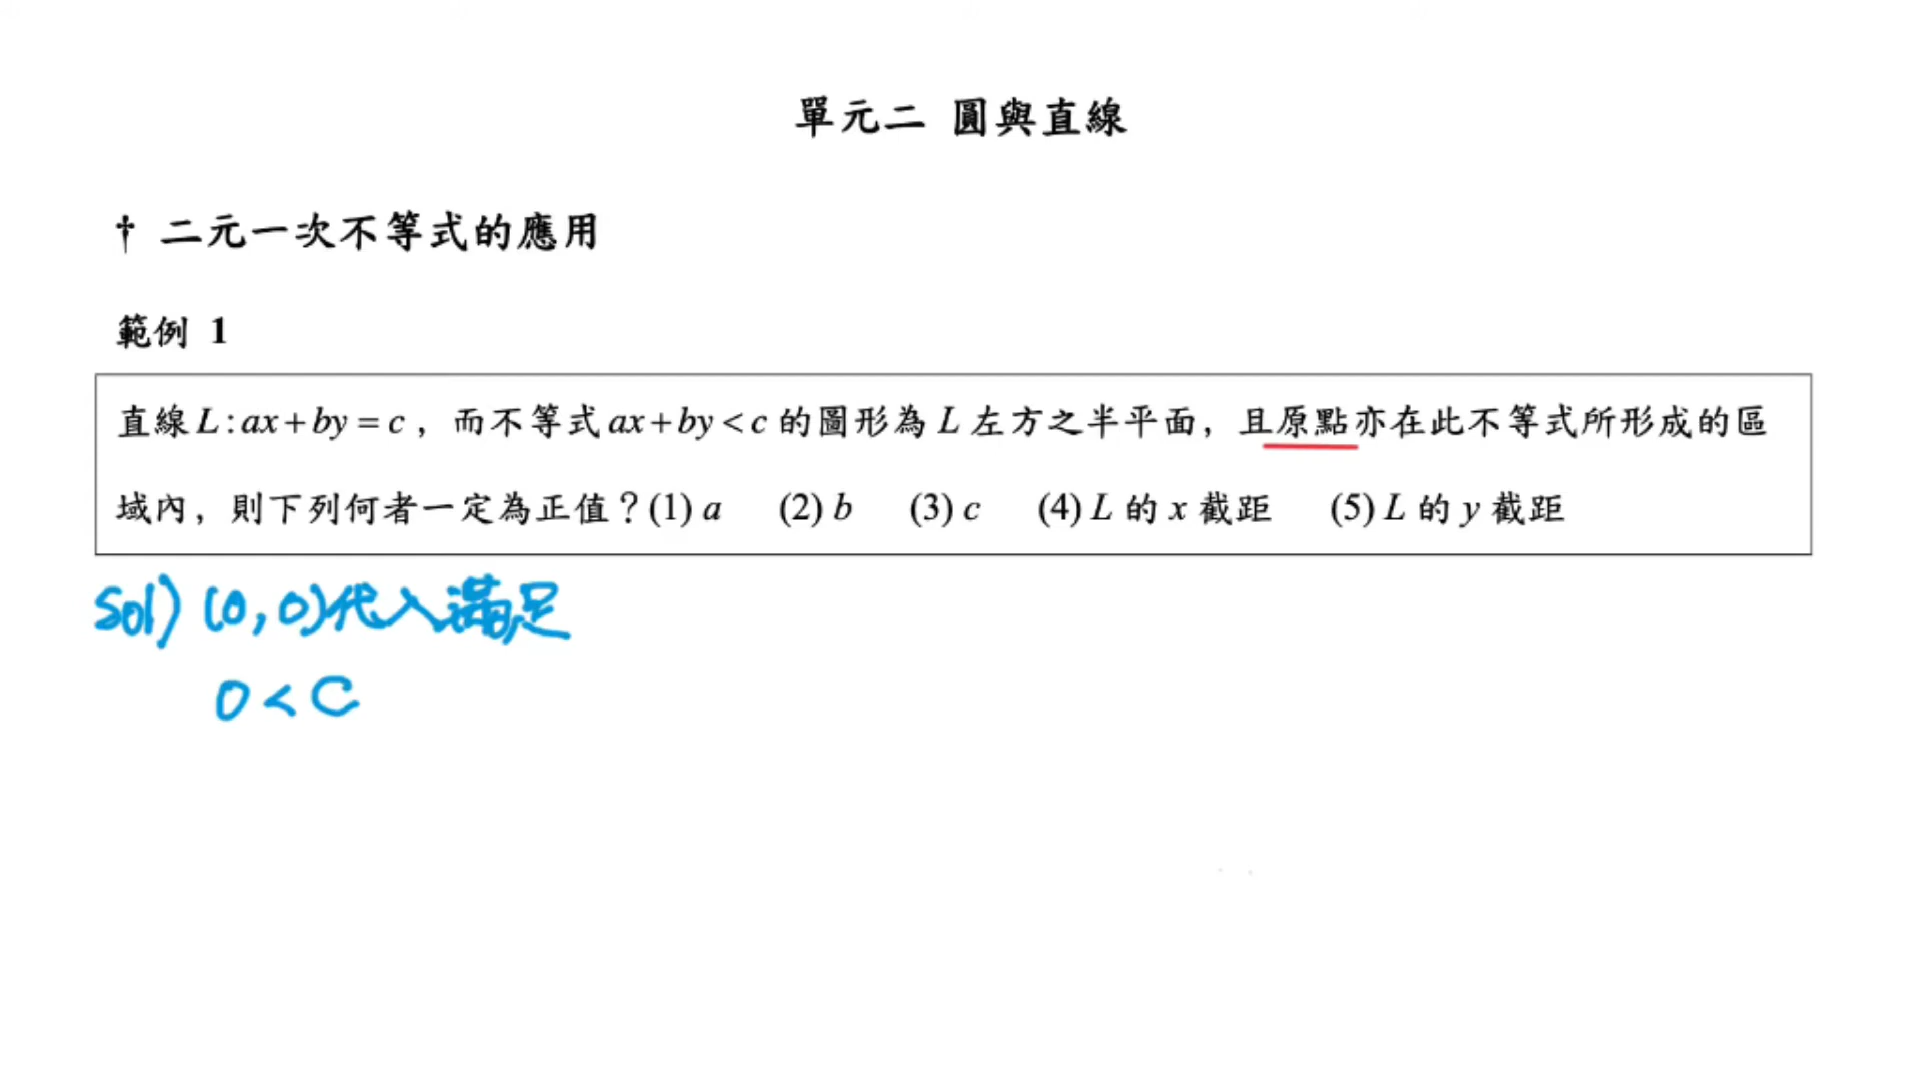 單元二 圓與直線
† 二元一次不等式的應用
範例 1
直線 L:ax+by=c，而不等式 ax+by<c 的圖形為 L 左方之半平面，且原點亦在此不等式所形成的區
域內，則下列何者一定為正值？(1) a (2) b (3) c (4) L 的 x 截距 (5) L 的 y 截距
Sol) (0,0)代入滿足
0<C